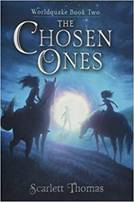 Worldquake Book Two
THE
CHOSEN
ONES
Scarlett Thomas